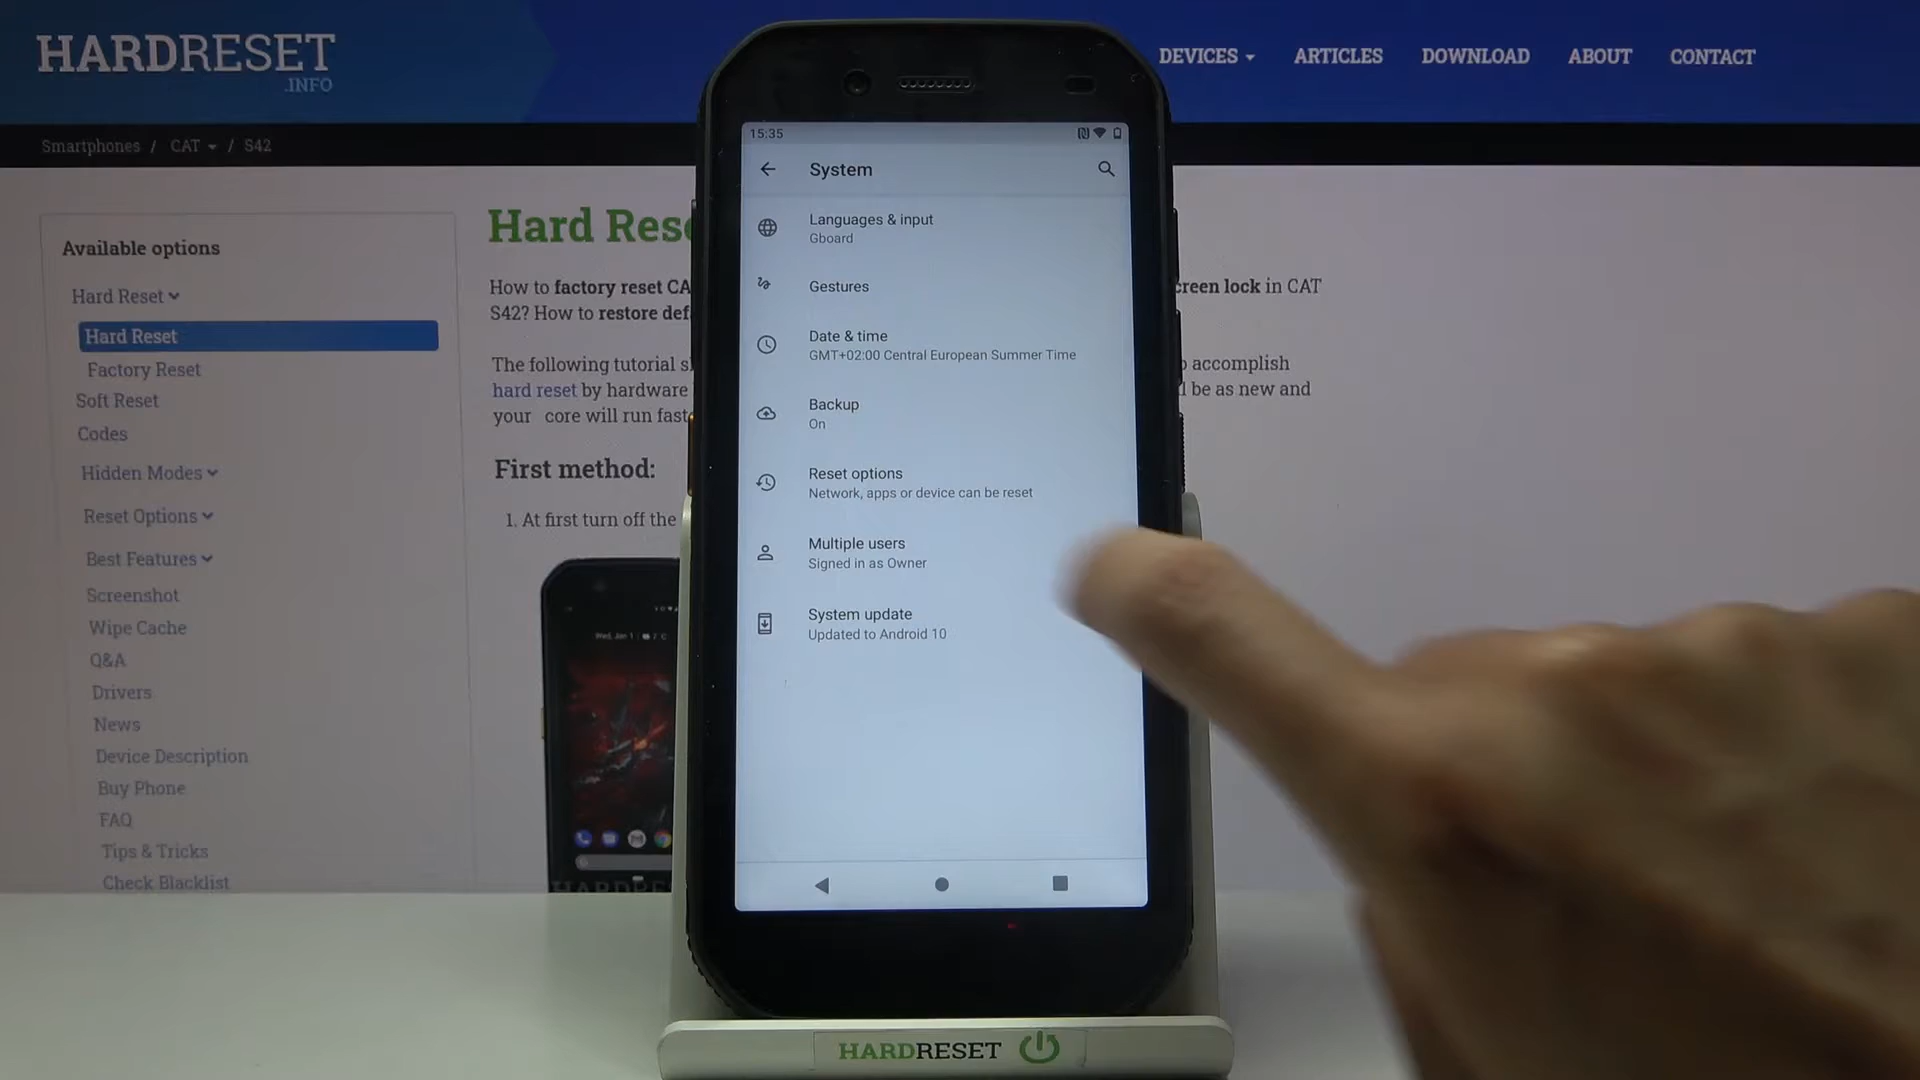 HARDRESET
.INFO
DEVICES
ARTICLES
DOWNLOAD
ABOUT
CONTACT
Smartphones / CAT / S42
Available options
Hard Reset
Hard Reset
Factory Reset
Soft Reset
Codes
Hidden Modes
Reset Options
Best Features
Screenshot
Wipe Cache
Q&A
Drivers
News
Device Description
Buy Phone
FAQ
Tips & Tricks
Check Blacklist
Hard Res
How to factory reset CA
creen lock in CAT
S42? How to restore def
The following tutorial s
accomplish
hard reset by hardware
l be as new and
your core will run fast
First method:
1. At first turn off the
15:35
System
Languages & input
Gboard
Gestures
Date & time
GMT+02:00 Central European Summer Time
Backup
On
Reset options
Network, apps or device can be reset
Multiple users
Signed in as Owner
System update
Updated to Android 10
HARDRESET